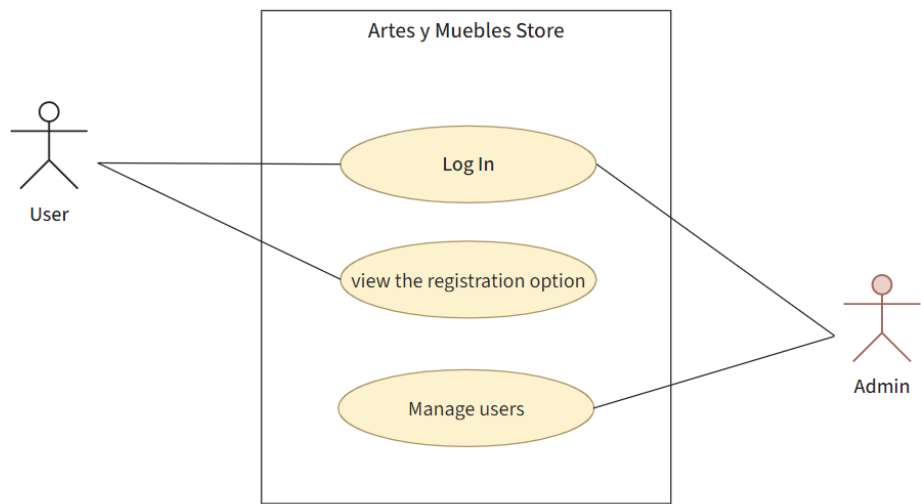 Artes y Muebles Store
Log In
User
view the registration option
Admin
Manage users